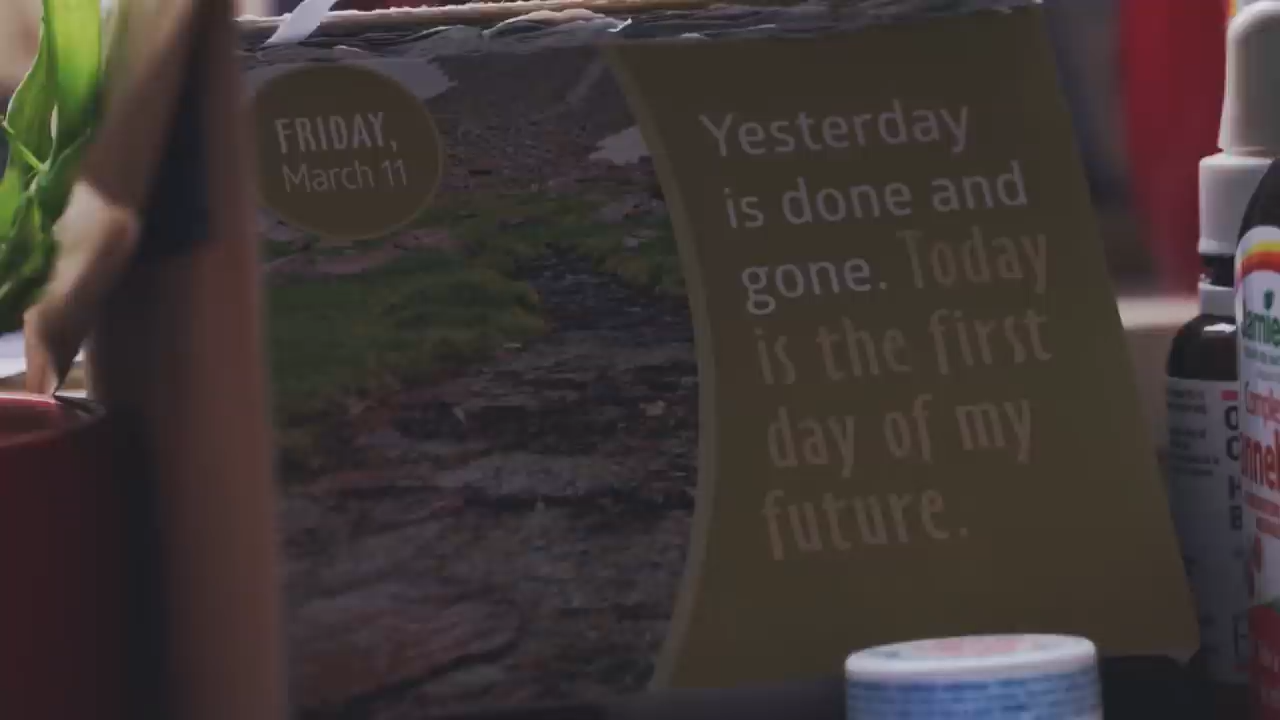 FRIDAY,
March 11
Yesterday
is done and
gone. Today
is the first
day of my
future.